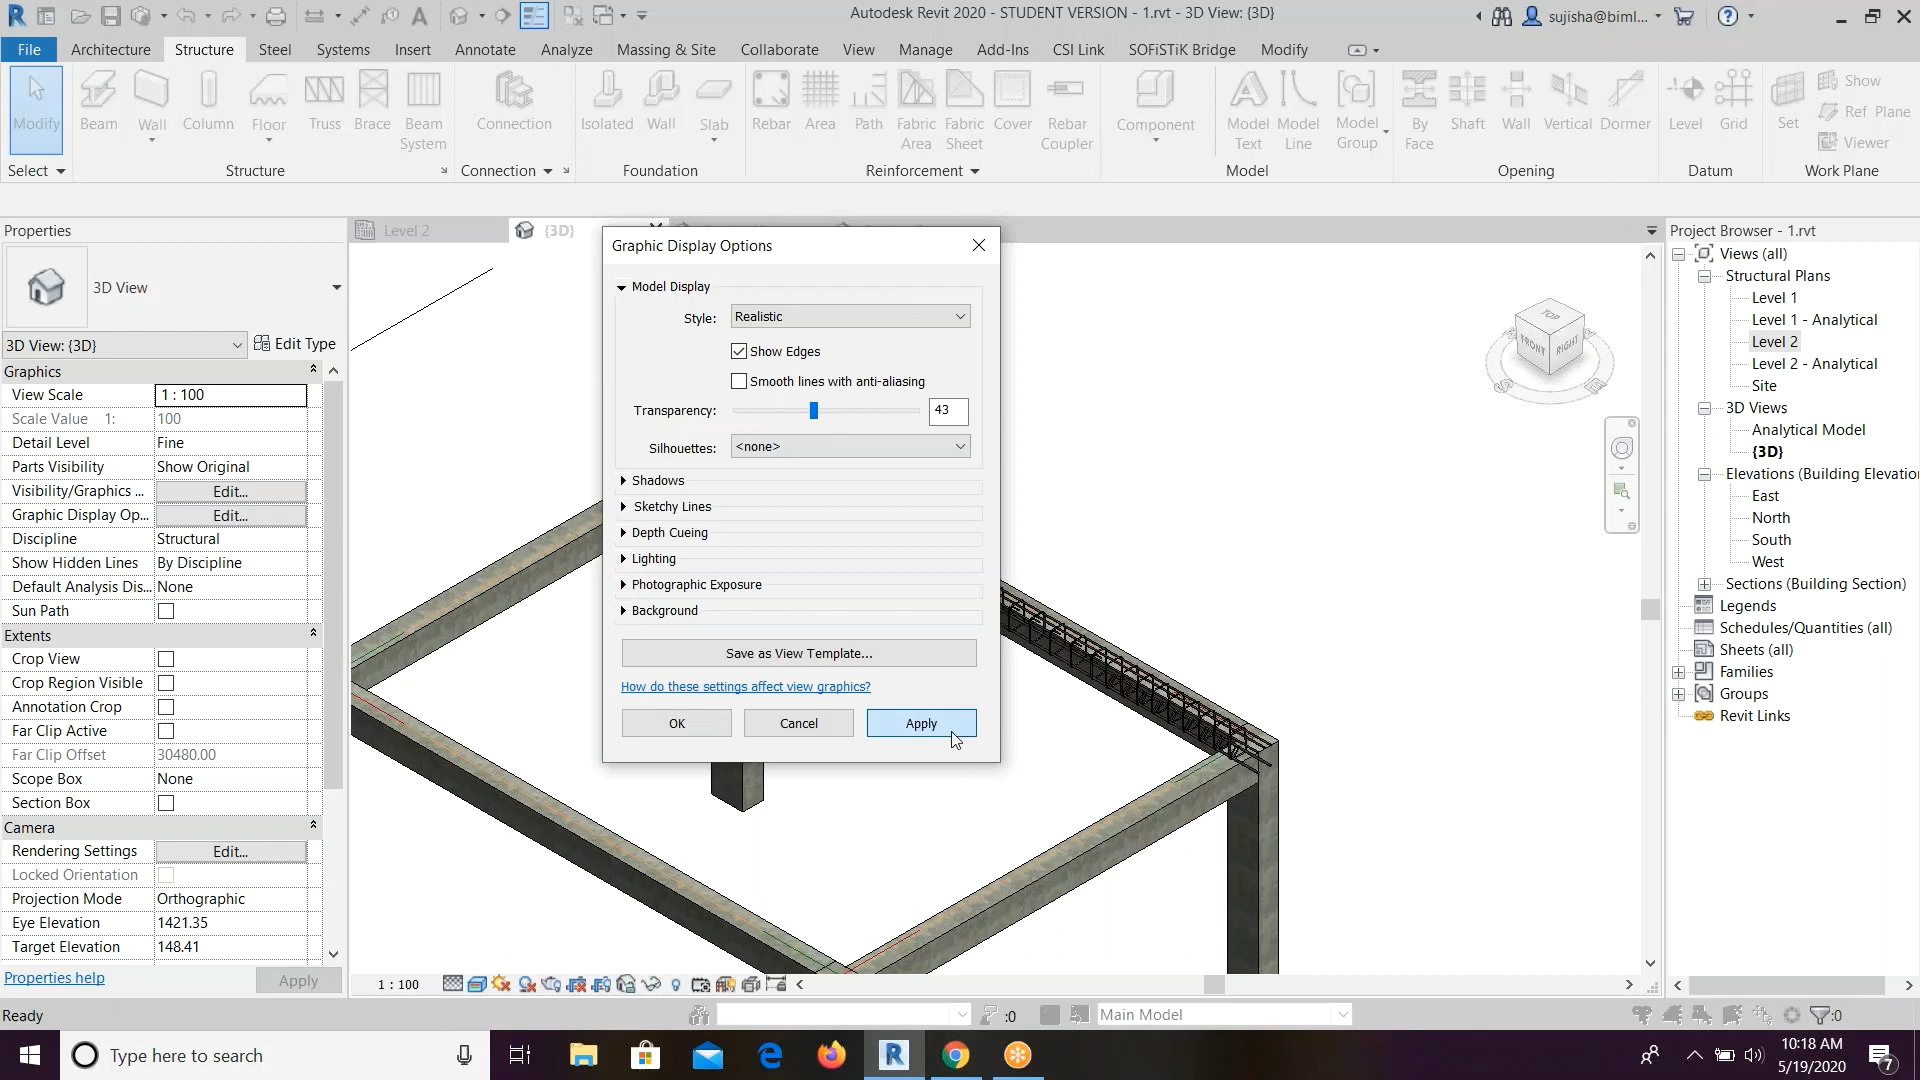 Autodesk Revit 2020 - STUDENT VERSION - 1.rvt - 3D View: {3D}
sujisha@biml...
File Architecture Structure Steel Systems Insert Annotate Analyze Massing & Site Collaborate View Manage Add-Ins CSI Link SOFiSTiK Bridge Modify
Modify
Beam
Wall
Column
Floor
Truss
Brace
Beam System
Connection
Isolated
Wall
Slab
Rebar
Area
Path
Fabric Area
Fabric Sheet
Cover
Rebar Coupler
Component
Model Text
Model Line
Model Group
By Face
Shaft
Wall
Vertical
Dormer
Level
Grid
Set
Show
Ref Plane
Viewer
Select Structure Connection Foundation Reinforcement Model Opening Datum Work Plane
Properties
3D View
3D View: {3D} Edit Type
Graphics
View Scale 1 : 100
Scale Value 1: 100
Detail Level Fine
Parts Visibility Show Original
Visibility/Graphics ... Edit...
Graphic Display Op... Edit...
Discipline Structural
Show Hidden Lines By Discipline
Default Analysis Dis... None
Sun Path
Extents
Crop View
Crop Region Visible
Annotation Crop
Far Clip Active
Far Clip Offset 30480.00
Scope Box None
Section Box
Camera
Rendering Settings Edit...
Locked Orientation
Projection Mode Orthographic
Eye Elevation 1421.35
Target Elevation 148.41
Properties help Apply
Level 2 {3D}
Graphic Display Options
Model Display
Style: Realistic
Show Edges
Smooth lines with anti-aliasing
Transparency: 43
Silhouettes: <none>
Shadows
Sketchy Lines
Depth Cueing
Lighting
Photographic Exposure
Background
Save as View Template...
How do these settings affect view graphics?
OK Cancel Apply
TOP
FRONT RIGHT
S E
Project Browser - 1.rvt
Views (all)
Structural Plans
Level 1
Level 1 - Analytical
Level 2
Level 2 - Analytical
Site
3D Views
Analytical Model
{3D}
Elevations (Building Elevatio
East
North
South
West
Sections (Building Section)
Legends
Schedules/Quantities (all)
Sheets (all)
Families
Groups
Revit Links
1 : 100
Ready :0 Main Model :0
Type here to search
10:18 AM
5/19/2020
7